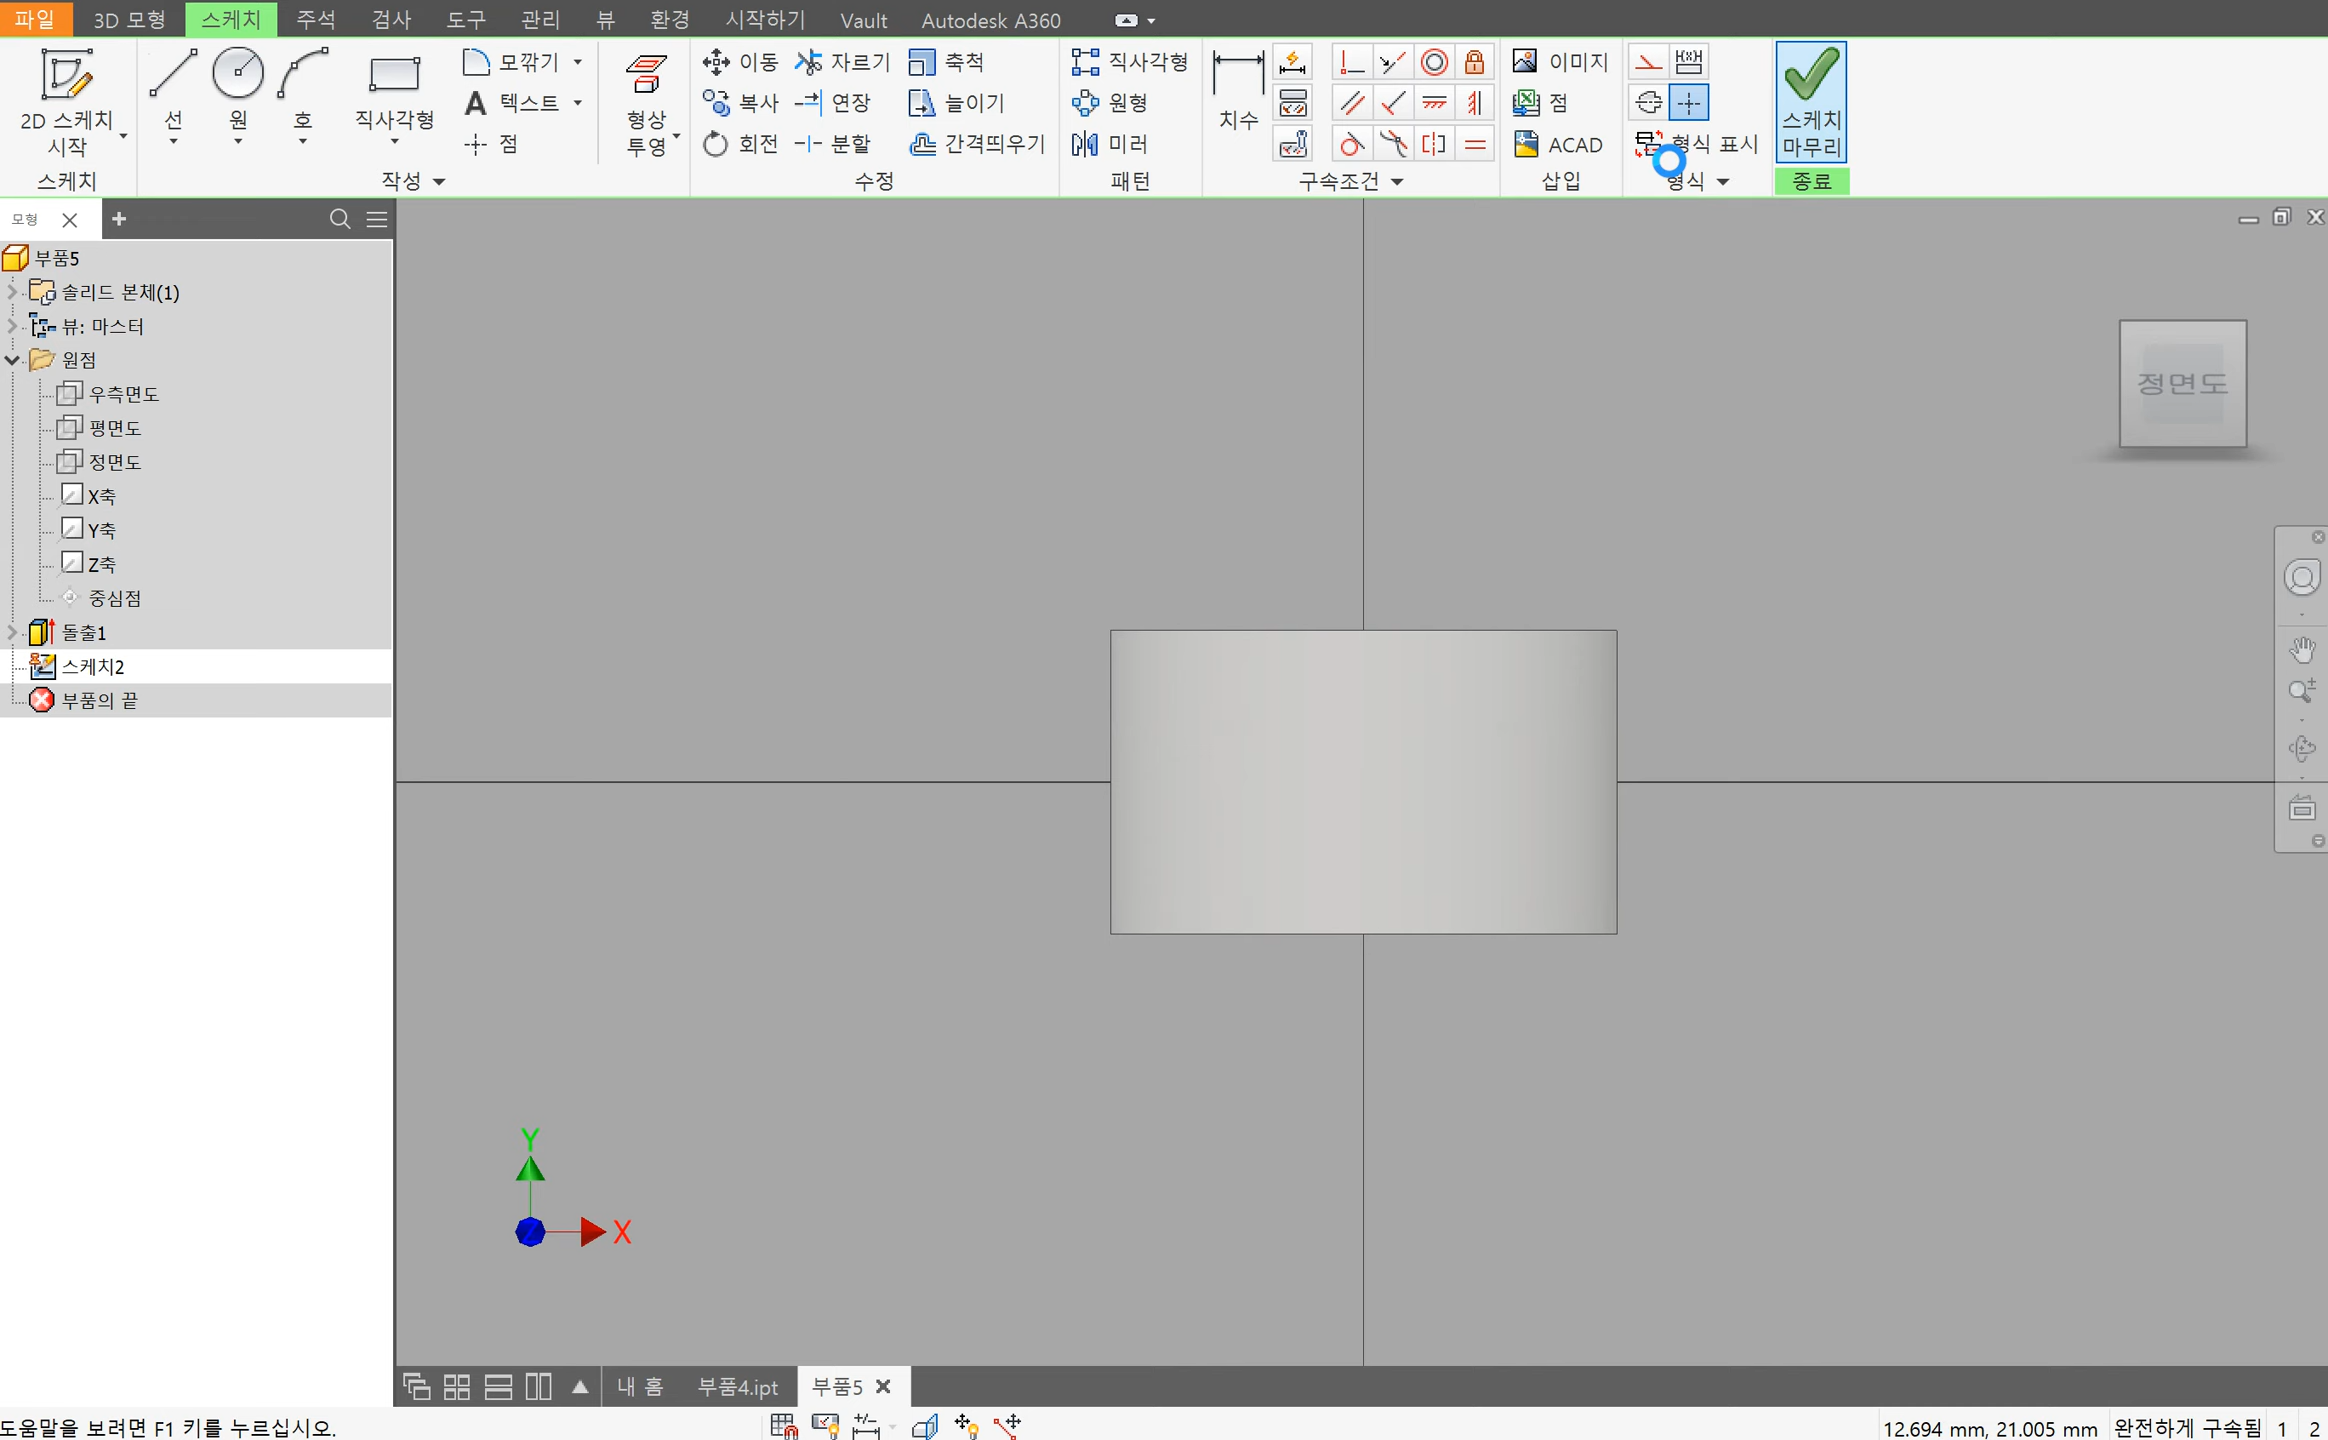 파일 3D 모형 스케치 주석 검사 도구 관리 뷰 환경 시작하기 Vault Autodesk A360
2D 스케치
시작
선 원 호 직사각형
모깎기
텍스트
점
형상
투영
이동 자르기 축척
복사 연장 늘이기
회전 분할 간격띄우기
직사각형
원형
미러
치수
이미지
점
ACAD
형식 표시
스케치
마무리
스케치 작성 수정 패턴 구속조건 삽입 형식 종료
모형
부품5
솔리드 본체(1)
뷰: 마스터
원점
우측면도
평면도
정면도
X축
Y축
Z축
중심점
돌출1
스케치2
부품의 끝
정면도
Y
Z
X
내 홈 부품4.ipt 부품5
도움말을 보려면 F1 키를 누르십시오.
12.694 mm, 21.005 mm 완전하게 구속됨 1 2